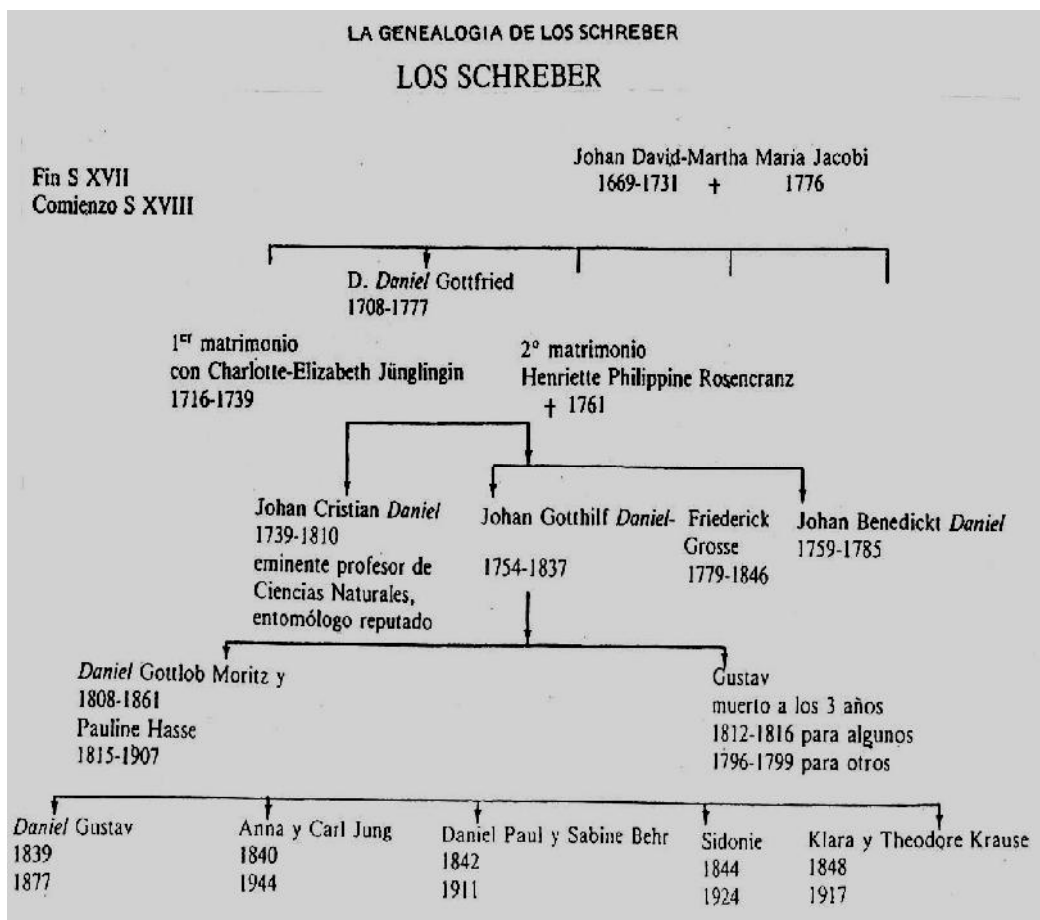 LA GENEALOGIA DE LOS SCHREBER
LOS SCHREBER
Johan David-Martha Maria Jacobi
1669-1731 † 1776
Fin S XVII
Comienzo S XVIII
D. Daniel Gottfried
1708-1777
1er matrimonio
con Charlotte-Elizabeth Jünglingin
1716-1739
2° matrimonio
Henriette Philippine Rosencranz
† 1761
Johan Cristian Daniel
1739-1810
eminente profesor de
Ciencias Naturales,
entomólogo reputado
Johan Gotthilf Daniel-
1754-1837
Friederick
Grosse
1779-1846
Johan Benedickt Daniel
1759-1785
Daniel Gottlob Moritz y
1808-1861
Pauline Hasse
1815-1907
Gustav
muerto a los 3 años
1812-1816 para algunos
1796-1799 para otros
Daniel Gustav
1839
1877
Anna y Carl Jung
1840
1944
Daniel Paul y Sabine Behr
1842
1911
Sidonie
1844
1924
Klara y Theodore Krause
1848
1917